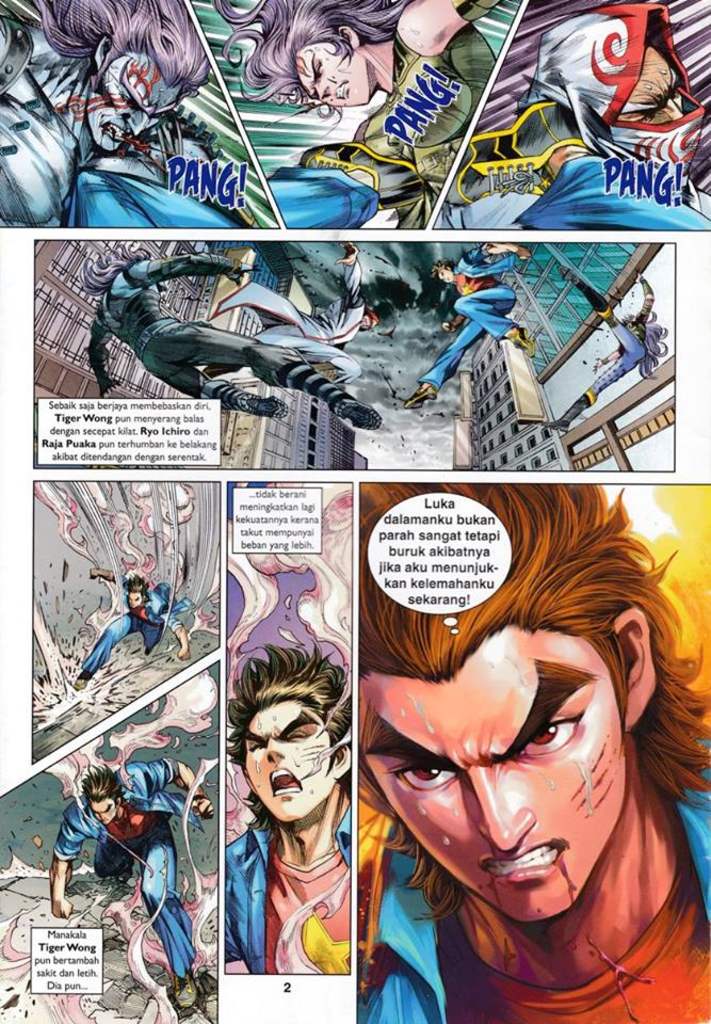 PANG!
PANG!
PANG!
Sebaik saja berjaya membebaskan diri,
Tiger Wong pun menyerang balas
dengan secepat kilat. Ryo Ichiro dan
Raja Puaka pun terhumban ke belakang
akibat ditendangan dengan serentak.
Manakala
Tiger Wong
pun bertambah
sakit dan letih.
Dia pun...
...tidak berani
meningkatkan lagi
kekuatannya kerana
takut mempunyai
beban yang lebih.
Luka
dalamanku bukan
parah sangat tetapi
buruk akibatnya
jika aku menunjuk-
kan kelemahanku
sekarang!
2